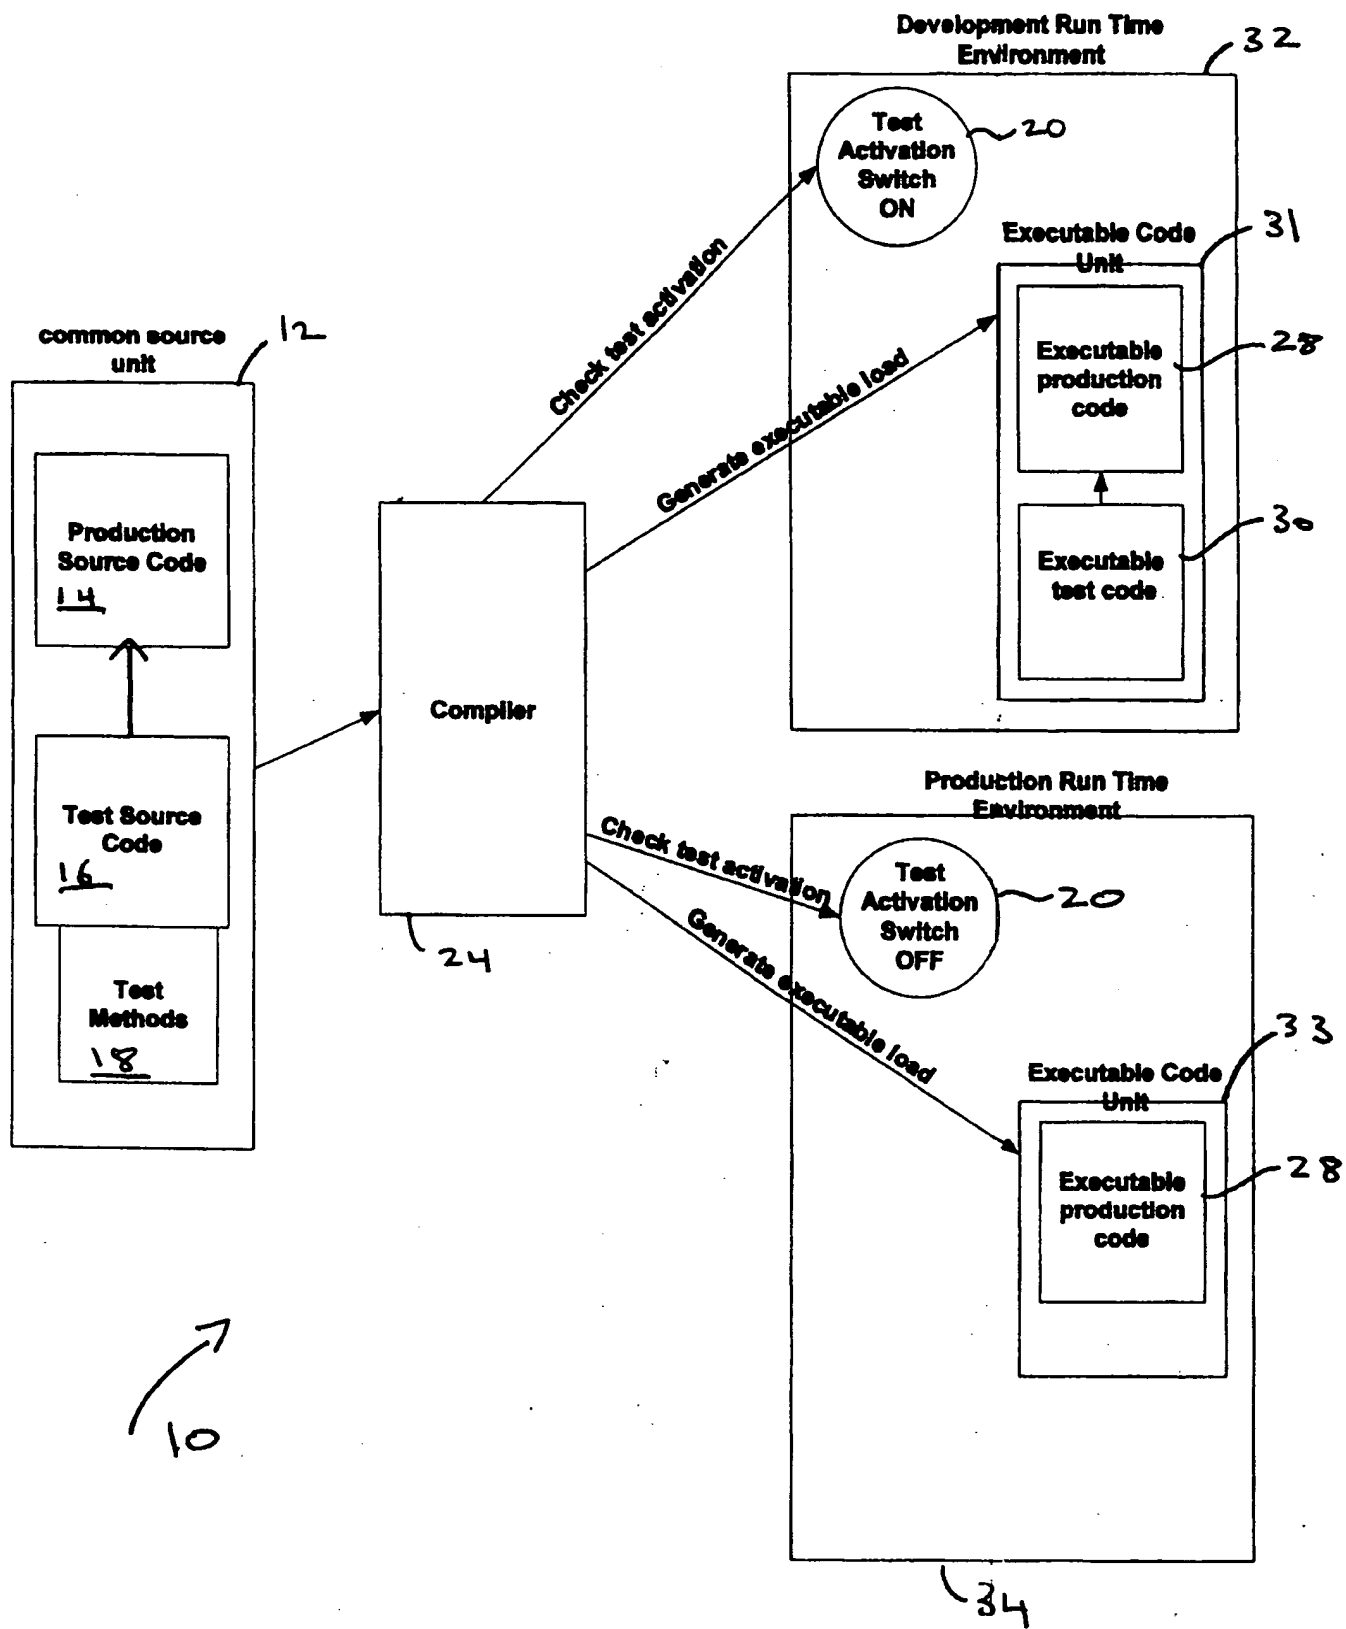 Development Run Time
Environment
32
Test
Activation
Switch
ON
20
Executable Code
Unit
31
Executable
production
code
28
Executable
test code
30
Check test activation
Generate executable load
common source
unit
12
Production
Source Code
14
Test Source
Code
16
Test
Methods
18
Compiler
24
Production Run Time
Environment
Check test activation
Generate executable load
Test
Activation
Switch
OFF
20
Executable Code
Unit
33
Executable
production
code
28
34
10